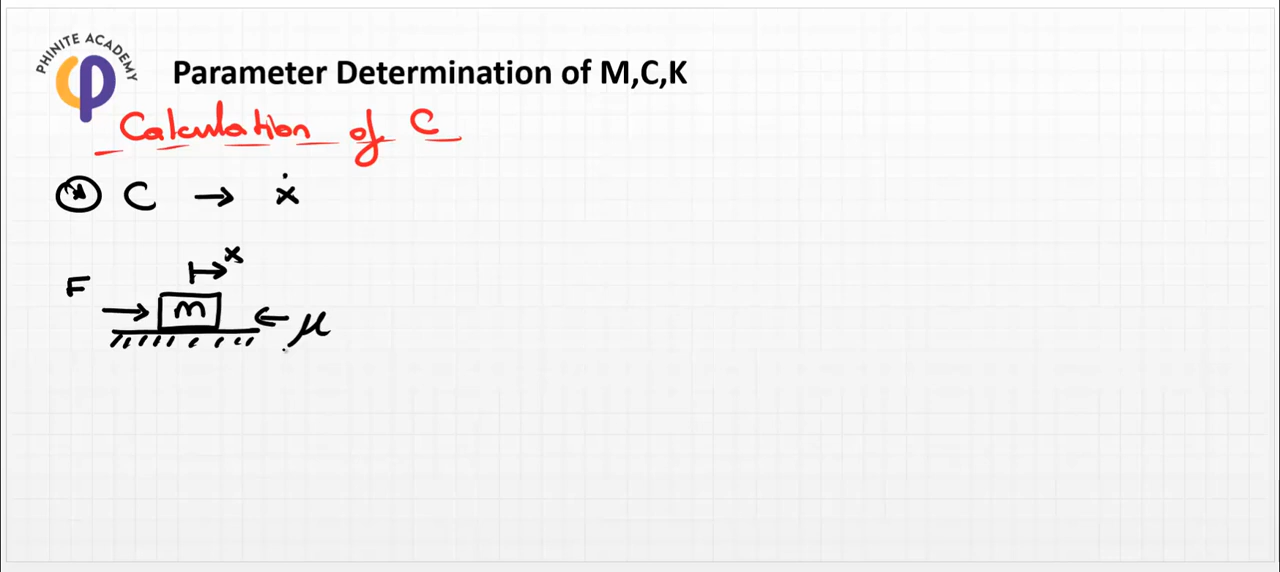 PHINITE ACADEMY
Parameter Determination of M,C,K
Calculation of C
C → ẋ
x
F
m
μ